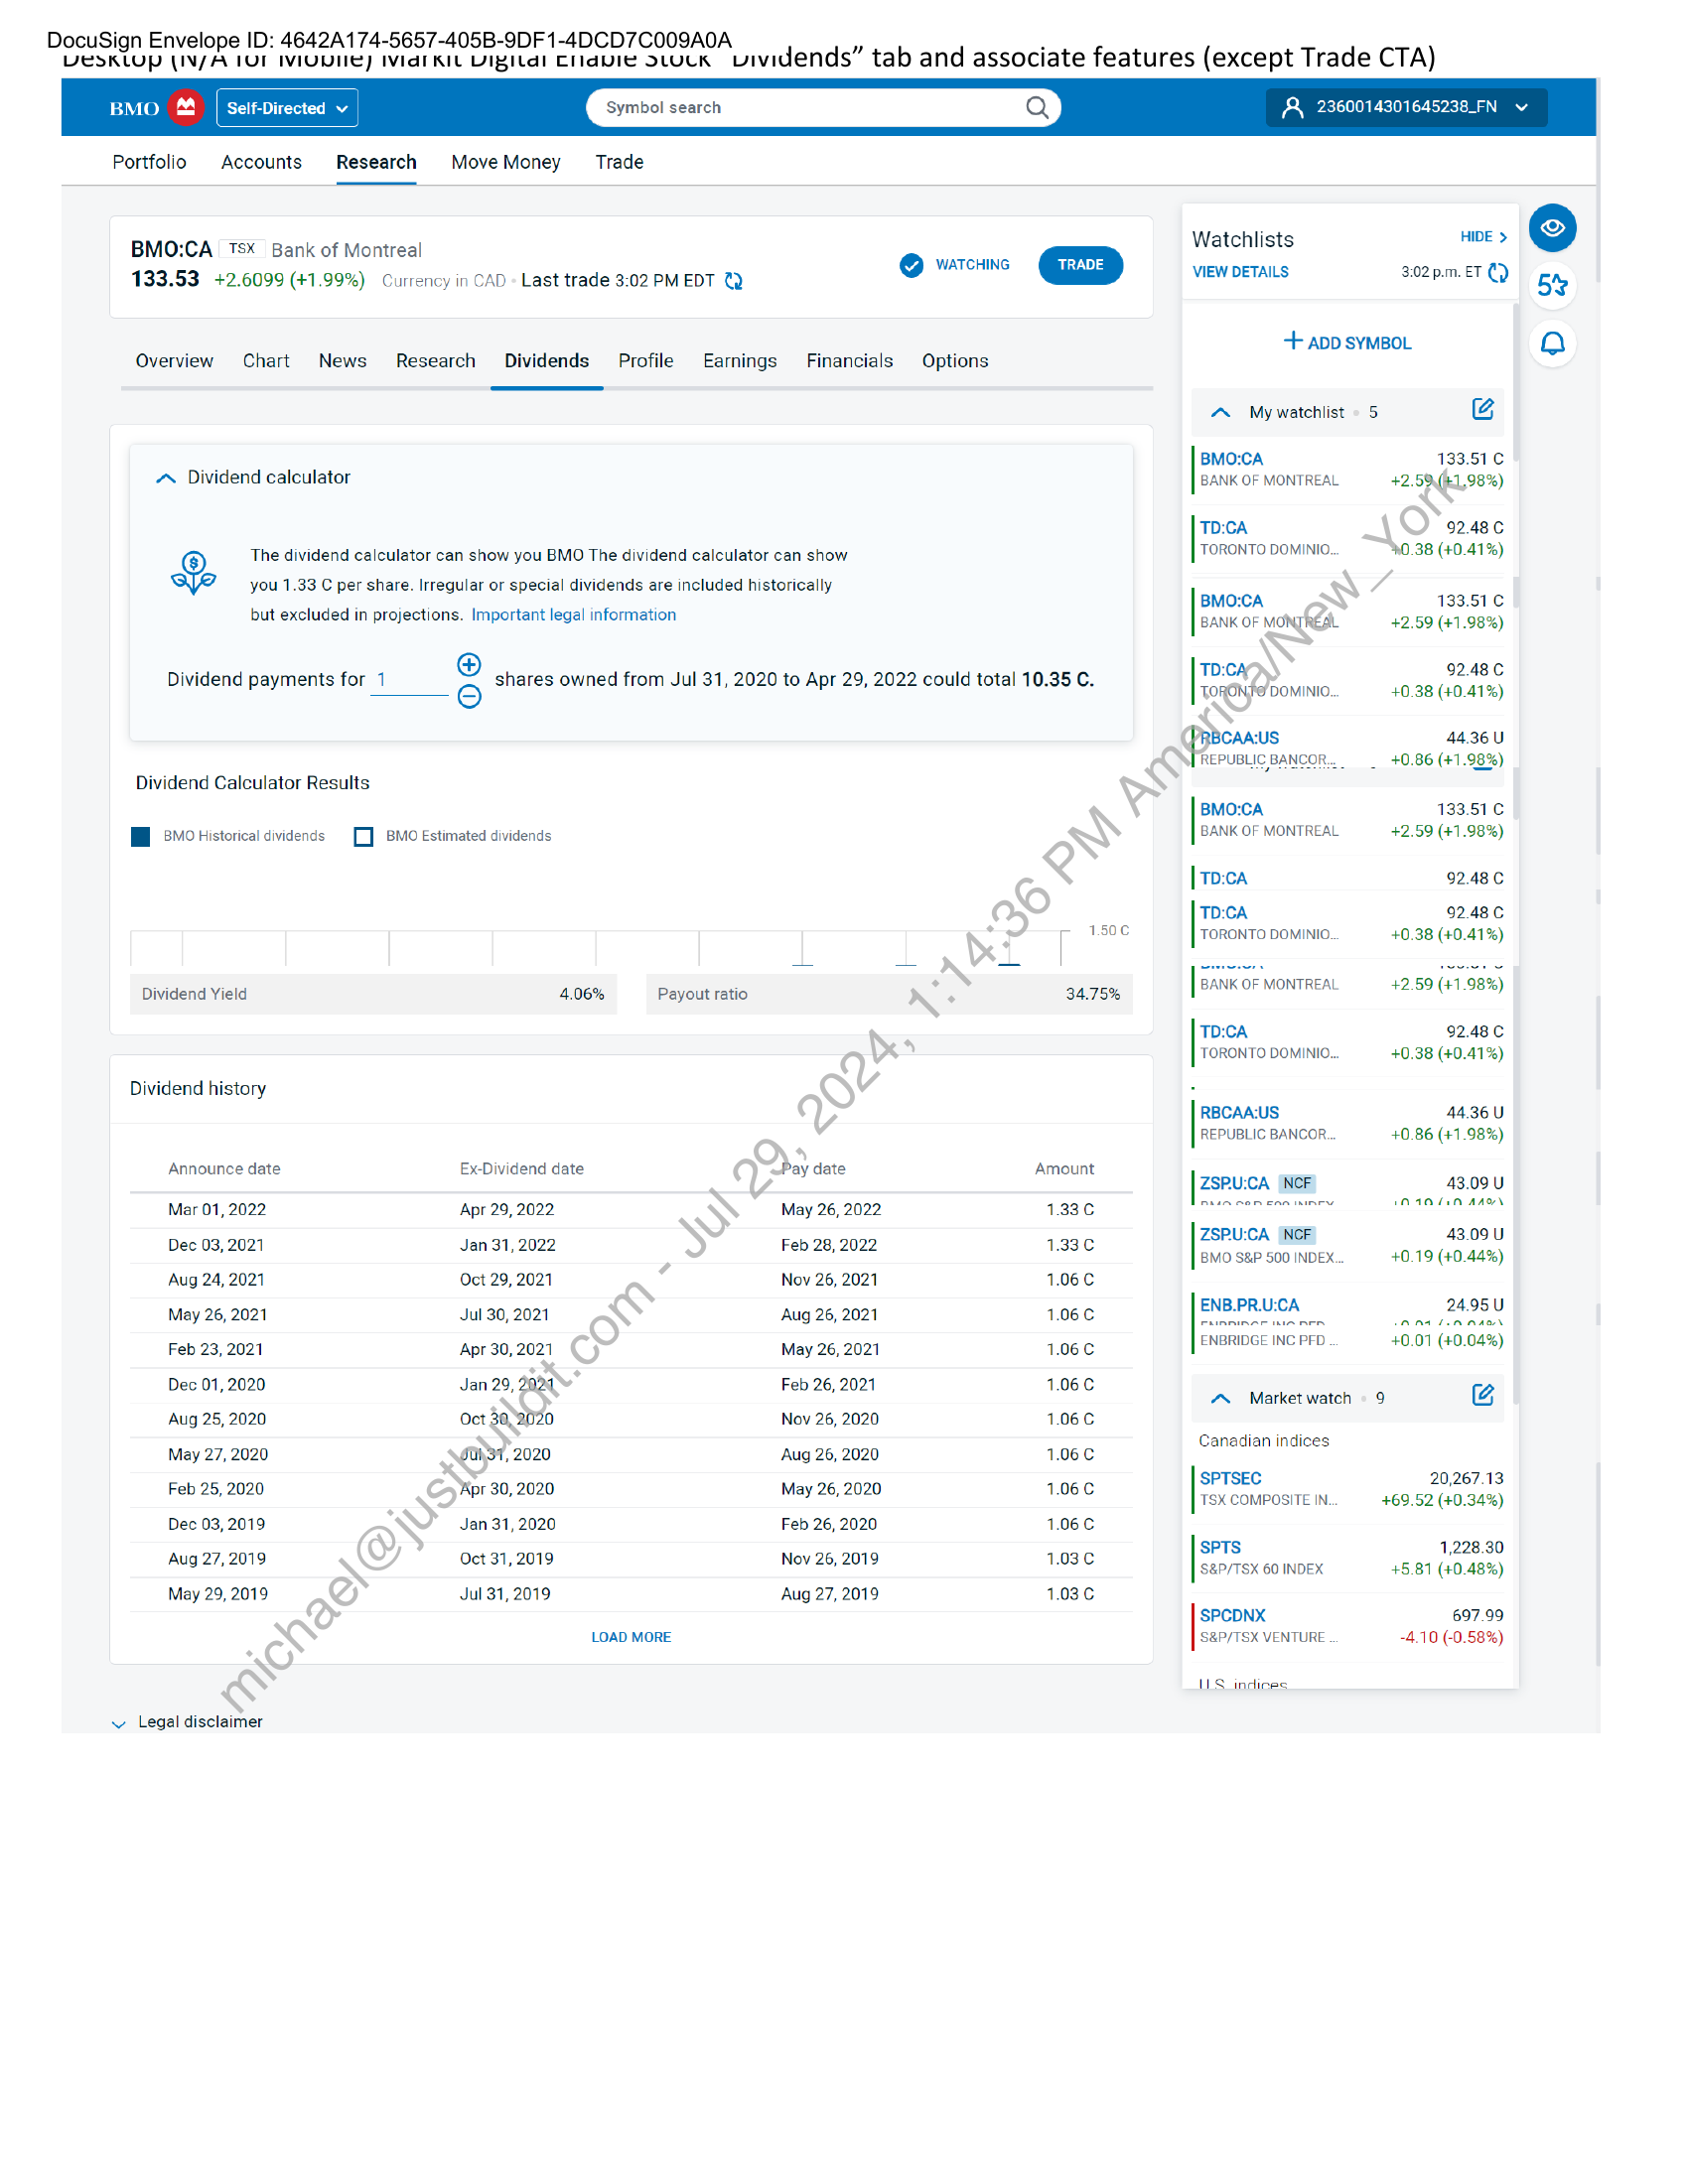 DocuSign Envelope ID: 4642A174-5657-405B-9DF1-4DCD7C009A0A
Desktop (N/A for Mobile) Markit Digital Enable Stock "Dividends” tab and associate features (except Trade CTA)
BMO Self-Directed Symbol search 2360014301645238_FN
Portfolio Accounts Research Move Money Trade
BMO:CA TSX Bank of Montreal
133.53 +2.6099 (+1.99%) Currency in CAD • Last trade 3:02 PM EDT
WATCHING TRADE
Overview Chart News Research Dividends Profile Earnings Financials Options
Dividend calculator
The dividend calculator can show you BMO The dividend calculator can show
you 1.33 C per share. Irregular or special dividends are included historically
but excluded in projections. Important legal information
Dividend payments for 1 shares owned from Jul 31, 2020 to Apr 29, 2022 could total 10.35 C.
Dividend Calculator Results
BMO Historical dividends BMO Estimated dividends
1.50 C
Dividend Yield 4.06% Payout ratio 34.75%
Dividend history
Announce date Ex-Dividend date Pay date Amount
Mar 01, 2022 Apr 29, 2022 May 26, 2022 1.33 C
Dec 03, 2021 Jan 31, 2022 Feb 28, 2022 1.33 C
Aug 24, 2021 Oct 29, 2021 Nov 26, 2021 1.06 C
May 26, 2021 Jul 30, 2021 Aug 26, 2021 1.06 C
Feb 23, 2021 Apr 30, 2021 May 26, 2021 1.06 C
Dec 01, 2020 Jan 29, 2021 Feb 26, 2021 1.06 C
Aug 25, 2020 Oct 30, 2020 Nov 26, 2020 1.06 C
May 27, 2020 Jul 31, 2020 Aug 26, 2020 1.06 C
Feb 25, 2020 Apr 30, 2020 May 26, 2020 1.06 C
Dec 03, 2019 Jan 31, 2020 Feb 26, 2020 1.06 C
Aug 27, 2019 Oct 31, 2019 Nov 26, 2019 1.03 C
May 29, 2019 Jul 31, 2019 Aug 27, 2019 1.03 C
LOAD MORE
Legal disclaimer
Watchlists HIDE
VIEW DETAILS 3:02 p.m. ET
5
+ ADD SYMBOL
My watchlist • 5
BMO:CA 133.51 C
BANK OF MONTREAL +2.59 (+1.98%)
TD:CA 92.48 C
TORONTO DOMINIO... +0.38 (+0.41%)
BMO:CA 133.51 C
BANK OF MONTREAL +2.59 (+1.98%)
TD:CA 92.48 C
TORONTO DOMINIO... +0.38 (+0.41%)
RBCAA:US 44.36 U
REPUBLIC BANCOR... +0.86 (+1.98%)
BMO:CA 133.51 C
BANK OF MONTREAL +2.59 (+1.98%)
TD:CA 92.48 C
TD:CA 92.48 C
TORONTO DOMINIO... +0.38 (+0.41%)
BANK OF MONTREAL +2.59 (+1.98%)
TD:CA 92.48 C
TORONTO DOMINIO... +0.38 (+0.41%)
RBCAA:US 44.36 U
REPUBLIC BANCOR... +0.86 (+1.98%)
ZSP.U:CA NCF 43.09 U
BMO S&P 500 INDEX +0.19 (+0.44%)
ZSP.U:CA NCF 43.09 U
BMO S&P 500 INDEX... +0.19 (+0.44%)
ENB.PR.U:CA 24.95 U
ENBRIDGE INC PFD +0.01 (+0.04%)
ENBRIDGE INC PFD ... +0.01 (+0.04%)
Market watch • 9
Canadian indices
SPTSEC 20,267.13
TSX COMPOSITE IN... +69.52 (+0.34%)
SPTS 1,228.30
S&P/TSX 60 INDEX +5.81 (+0.48%)
SPCDNX 697.99
S&P/TSX VENTURE ... -4.10 (-0.58%)
U.S. indices
michael@justbuildit.com - Jul 29, 2024, 1:14:36 PM America/New_York